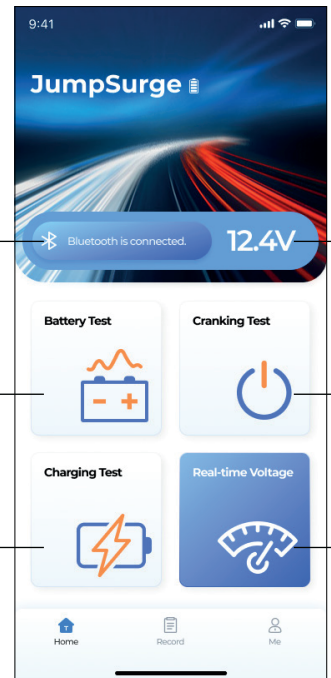 9:41
JumpSurge
Bluetooth is connected.
12.4V
Battery Test
Cranking Test
Charging Test
Real-time Voltage
Home
Record
Me